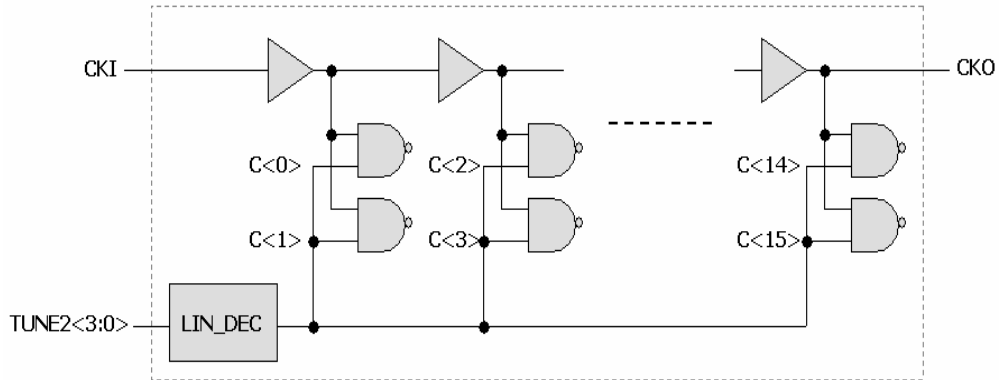 CKI
CKO
C<0>
C<2>
C<14>
C<1>
C<3>
C<15>
TUNE2<3:0>
LIN_DEC